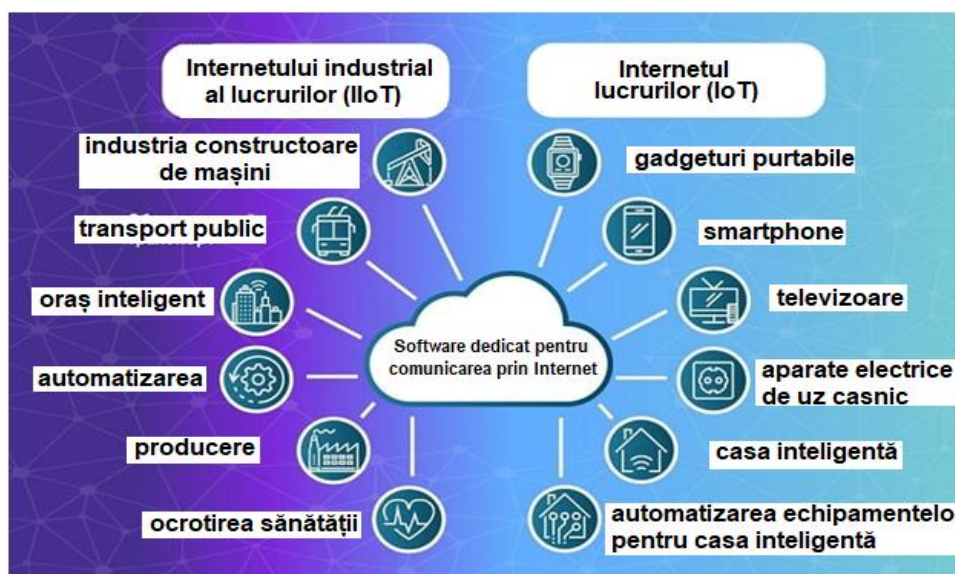 Internetului industrial
al lucrurilor (IIoT)
Internetul
lucrurilor (IoT)
industria constructoare
de mașini
transport public
oraș inteligent
automatizarea
producere
ocrotirea sănătății
Software dedicat pentru
comunicarea prin Internet
gadgeturi purtabile
smartphone
televizoare
aparate electrice
de uz casnic
casa inteligentă
automatizarea echipamentelo
pentru casa inteligentă